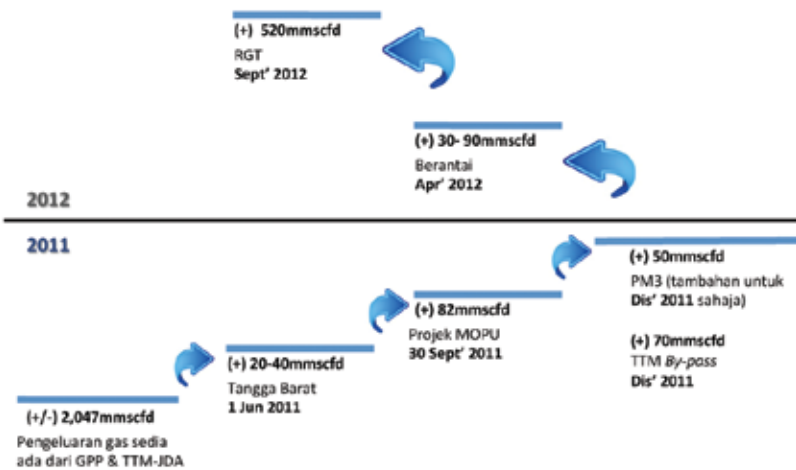 (+) 520mmscfd
RGT
Sept' 2012
(+) 30- 90mmscfd
Berantai
Apr' 2012
2012
2011
(+) 50mmscfd
PM3 (tambahan untuk
Dis' 2011 sahaja)
(+) 70mmscfd
TTM By-pass
Dis' 2011
(+) 82mmscfd
Projek MOPU
30 Sept' 2011
(+) 20-40mmscfd
Tangga Barat
1 Jun 2011
(+/-) 2,047mmscfd
Pengeluaran gas sedia
ada dari GPP & TTM-JDA